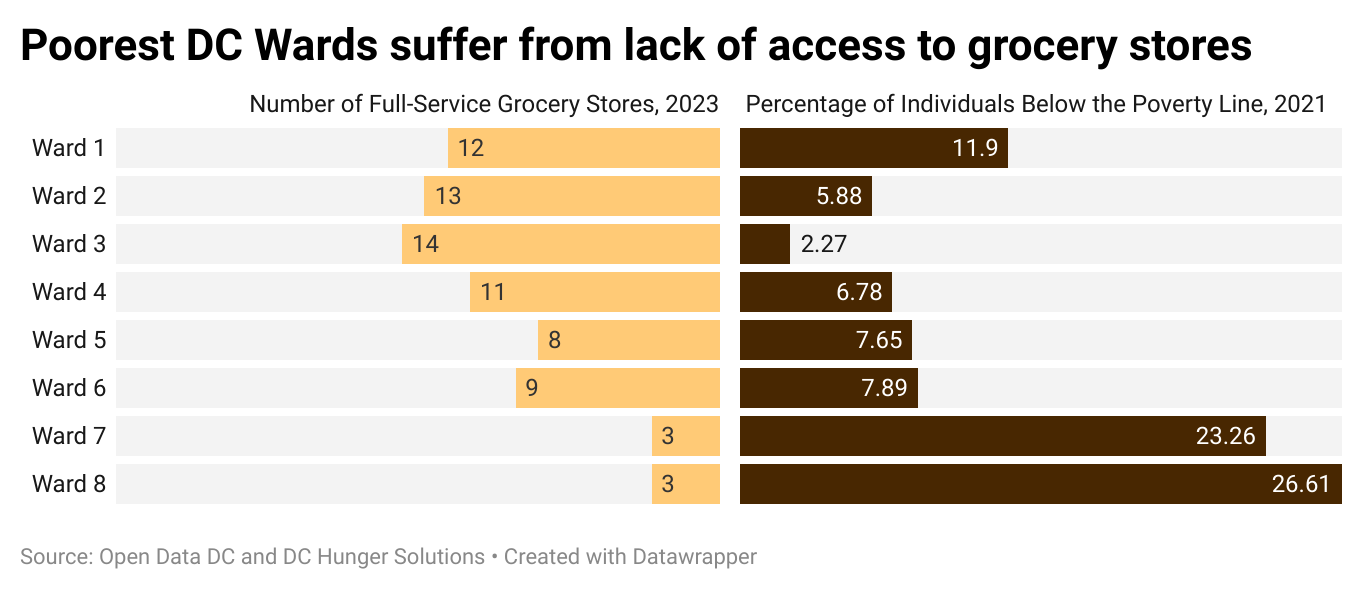 Poorest DC Wards suffer from lack of access to grocery stores
Number of Full-Service Grocery Stores, 2023 Percentage of Individuals Below the Poverty Line, 2021
Ward 1 12 11.9
Ward 2 13 5.88
Ward 3 14 2.27
Ward 4 11 6.78
Ward 5 8 7.65
Ward 6 9 7.89
Ward 7 3 23.26
Ward 8 3 26.61
Source: Open Data DC and DC Hunger Solutions • Created with Datawrapper